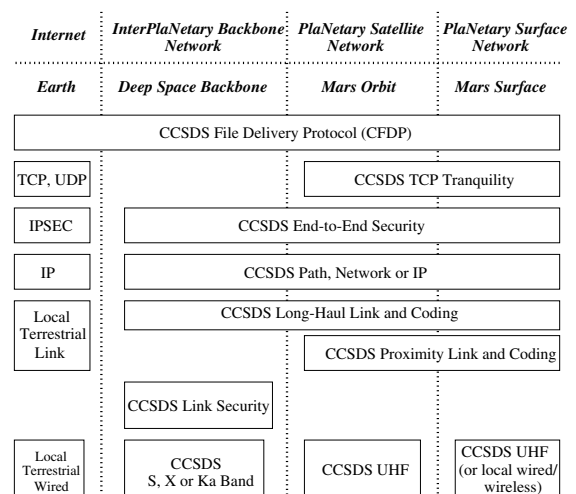 Internet
InterPlaNetary Backbone
Network
PlaNetary Satellite
Network
PlaNetary Surface
Network
Earth
Deep Space Backbone
Mars Orbit
Mars Surface
CCSDS File Delivery Protocol (CFDP)
TCP, UDP
CCSDS TCP Tranquility
IPSEC
CCSDS End-to-End Security
IP
CCSDS Path, Network or IP
Local
Terrestrial
Link
CCSDS Long-Haul Link and Coding
CCSDS Proximity Link and Coding
CCSDS Link Security
Local
Terrestrial
Wired
CCSDS
S, X or Ka Band
CCSDS UHF
CCSDS UHF
(or local wired/
wireless)